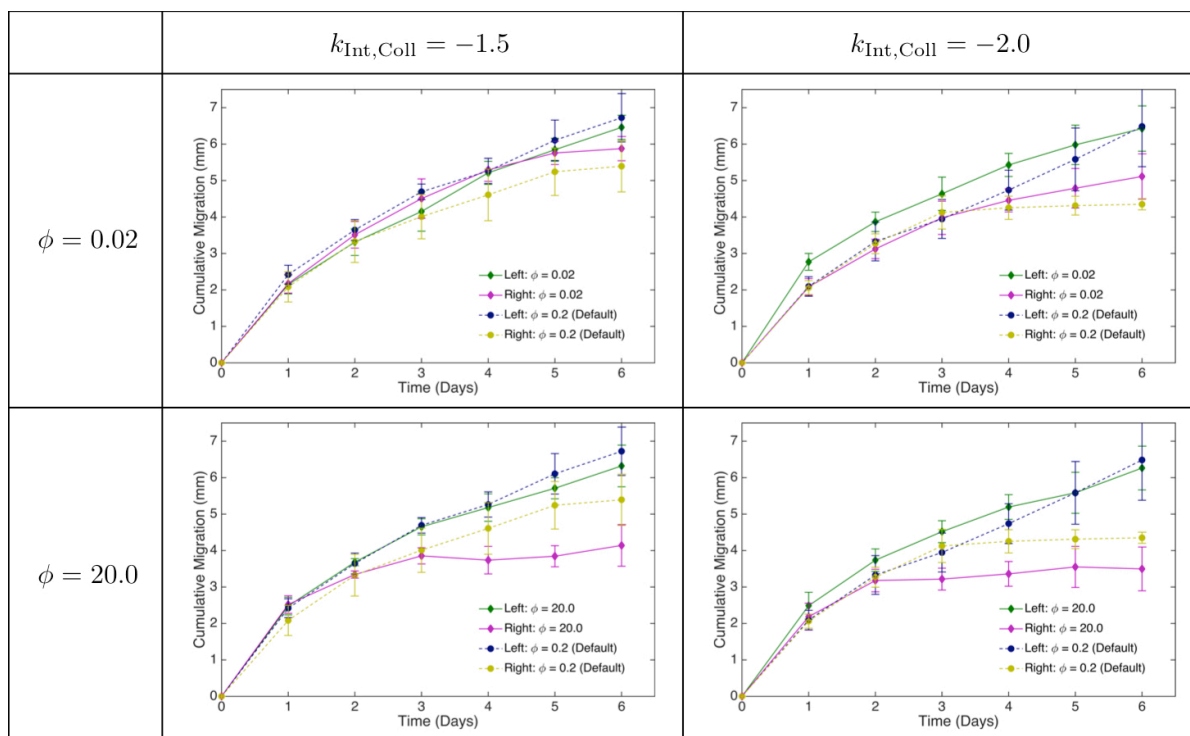 k_Int,Coll = −1.5
k_Int,Coll = −2.0
ϕ = 0.02
Cumulative Migration (mm)
7
6
5
4
3
2
1
0
Left: ϕ = 0.02
Right: ϕ = 0.02
Left: ϕ = 0.2 (Default)
Right: ϕ = 0.2 (Default)
0 1 2 3 4 5 6
Time (Days)
Cumulative Migration (mm)
7
6
5
4
3
2
1
0
Left: ϕ = 0.02
Right: ϕ = 0.02
Left: ϕ = 0.2 (Default)
Right: ϕ = 0.2 (Default)
0 1 2 3 4 5 6
Time (Days)
ϕ = 20.0
Cumulative Migration (mm)
7
6
5
4
3
2
1
0
Left: ϕ = 20.0
Right: ϕ = 20.0
Left: ϕ = 0.2 (Default)
Right: ϕ = 0.2 (Default)
0 1 2 3 4 5 6
Time (Days)
Cumulative Migration (mm)
7
6
5
4
3
2
1
0
Left: ϕ = 20.0
Right: ϕ = 20.0
Left: ϕ = 0.2 (Default)
Right: ϕ = 0.2 (Default)
0 1 2 3 4 5 6
Time (Days)